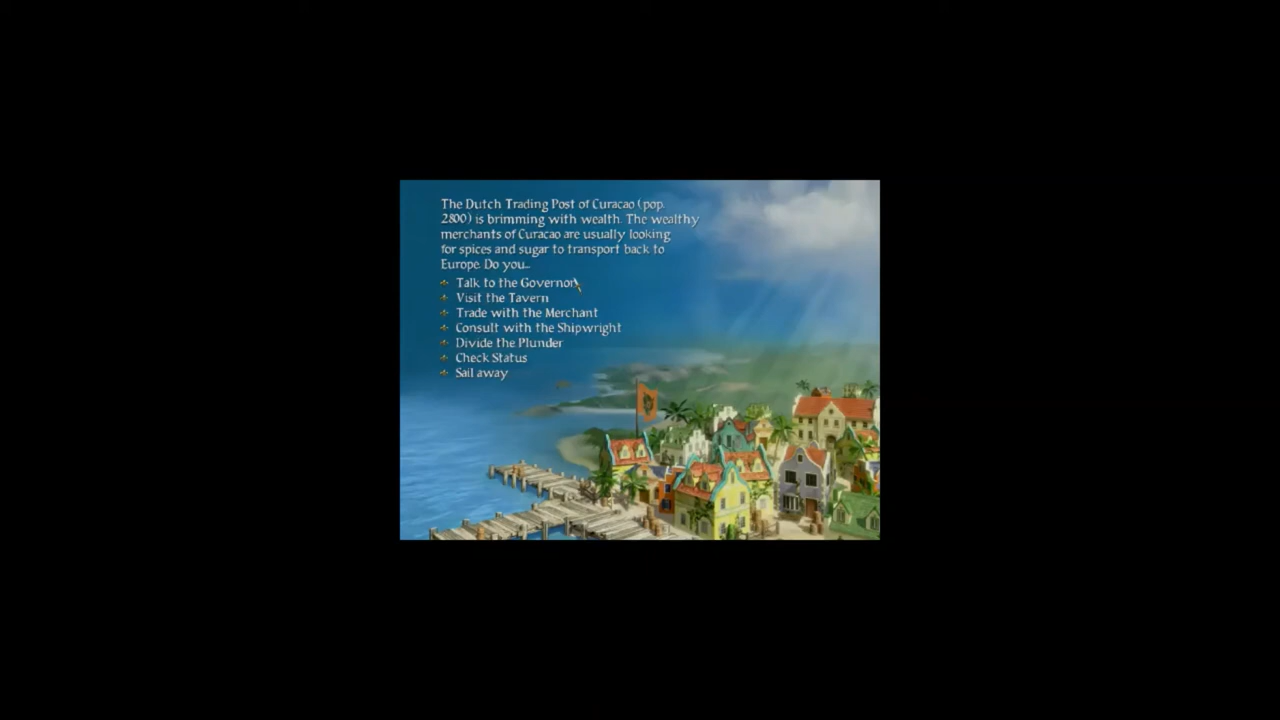 The Dutch Trading Post of Curacao (pop.
2800) is brimming with wealth. The wealthy
merchants of Curacao are usually looking
for spices and sugar to transport back to
Europe. Do you...
Talk to the Governor
Visit the Tavern
Trade with the Merchant
Consult with the Shipwright
Divide the Plunder
Check Status
Sail away